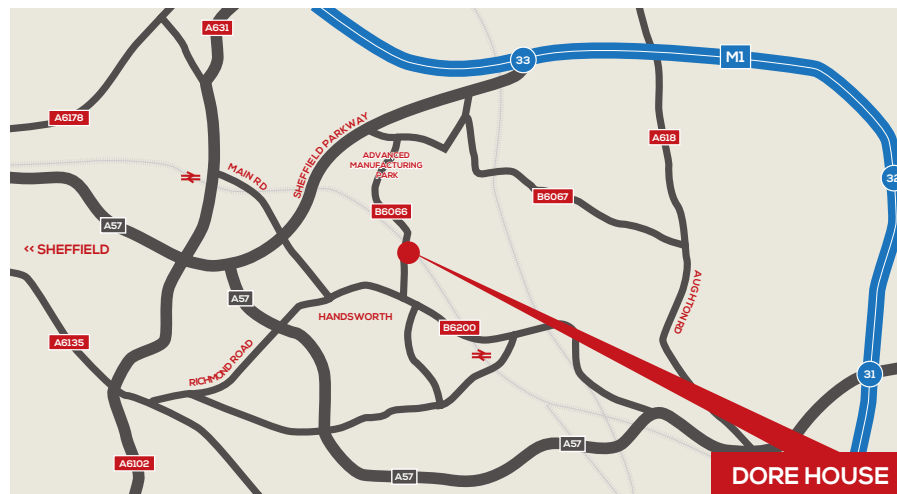 A631
33
M1
A6178
SHEFFIELD PARKWAY
A618
ADVANCED
MANUFACTURING
PARK
MAIN RD
32
B6067
B6066
A57
‹‹ SHEFFIELD
A57
AUGHTON RD
HANDSWORTH
B6200
A6135
RICHMOND ROAD
31
A57
A6102
A57
DORE HOUSE